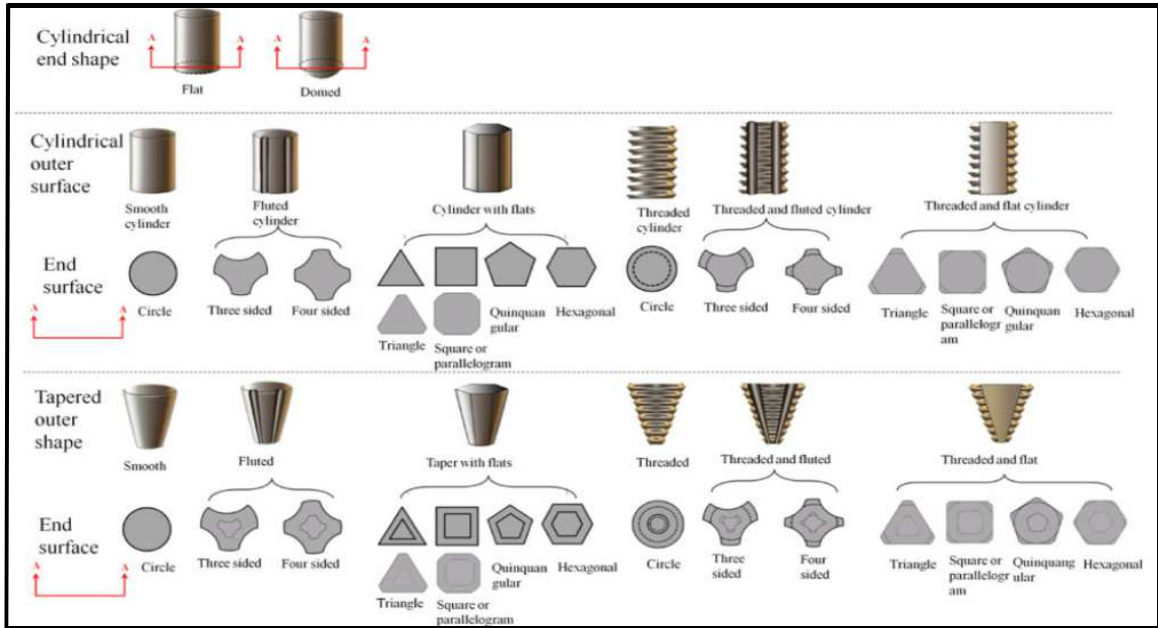 Cylindrical
end shape
A A A A
Flat Domed
Cylindrical
outer
surface
Smooth
cylinder
Fluted
cylinder
Cylinder with flats
Threaded
cylinder
Threaded and fluted cylinder
Threaded and flat cylinder
End
surface
A A
Circle
Three sided
Four sided
Triangle
Square or
parallelogram
Quinquan
gular
Hexagonal
Circle
Three sided
Four sided
Triangle
Square or
parallelogr
am
Quinquan
gular
Hexagonal
Tapered
outer
shape
Smooth
Fluted
Taper with flats
Threaded
Threaded and fluted
Threaded and flat
End
surface
A A
Circle
Three sided
Four sided
Triangle
Square or
parallelogram
Quinquan
gular
Hexagonal
Circle
Three
sided
Four
sided
Triangle
Square or
parallelogr
am
Quinquang
ular
Hexagonal